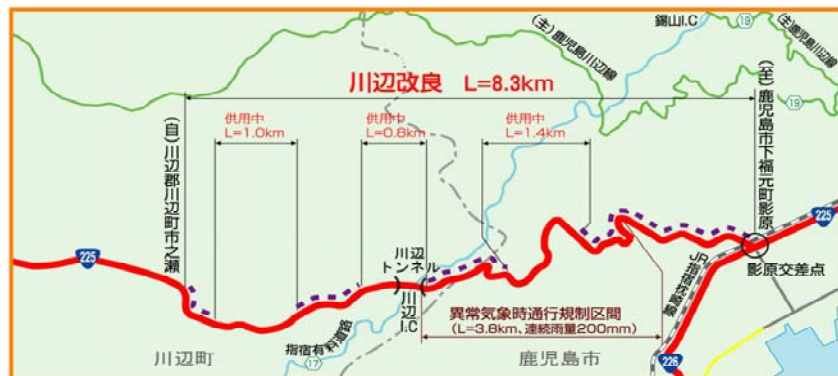 錫山I.C
19
(主)鹿児島川辺線
(主)鹿児島川辺線
19
川辺改良 L=8.3km
供用中
L=1.0km
供用中
L=0.8km
供用中
L=1.4km
(自)川辺郡川辺町市之瀬
(至)鹿児島市下福元町影原
225
225
川辺
トンネル
川辺I.C
影原交差点
JR指宿枕崎線
異常気象時通行規制区間
(L=3.8km、連続雨量200mm)
指宿有料道路
17
川辺町
鹿児島市
226